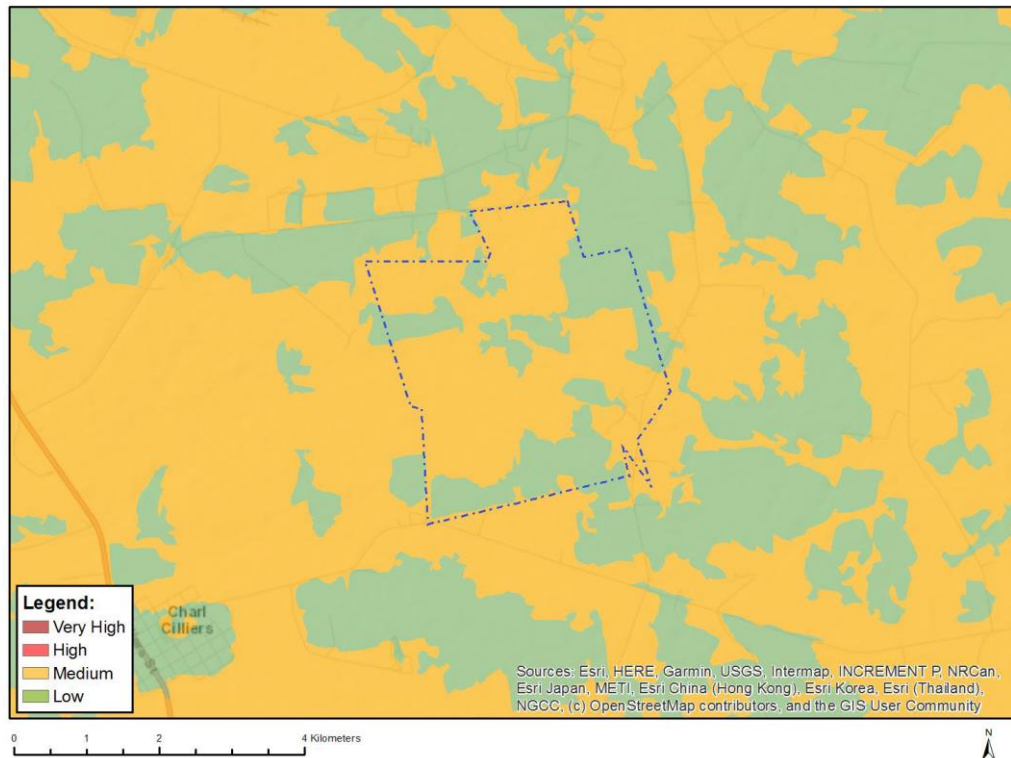 Charl
Cilliers
Legend:
Very High
High
Medium
Low
Sources: Esri, HERE, Garmin, USGS, Intermap, INCREMENT P, NRCan,
Esri Japan, METI, Esri China (Hong Kong), Esri Korea, Esri (Thailand),
NGCC, (c) OpenStreetMap contributors, and the GIS User Community
0 1 2 4 Kilometers
N